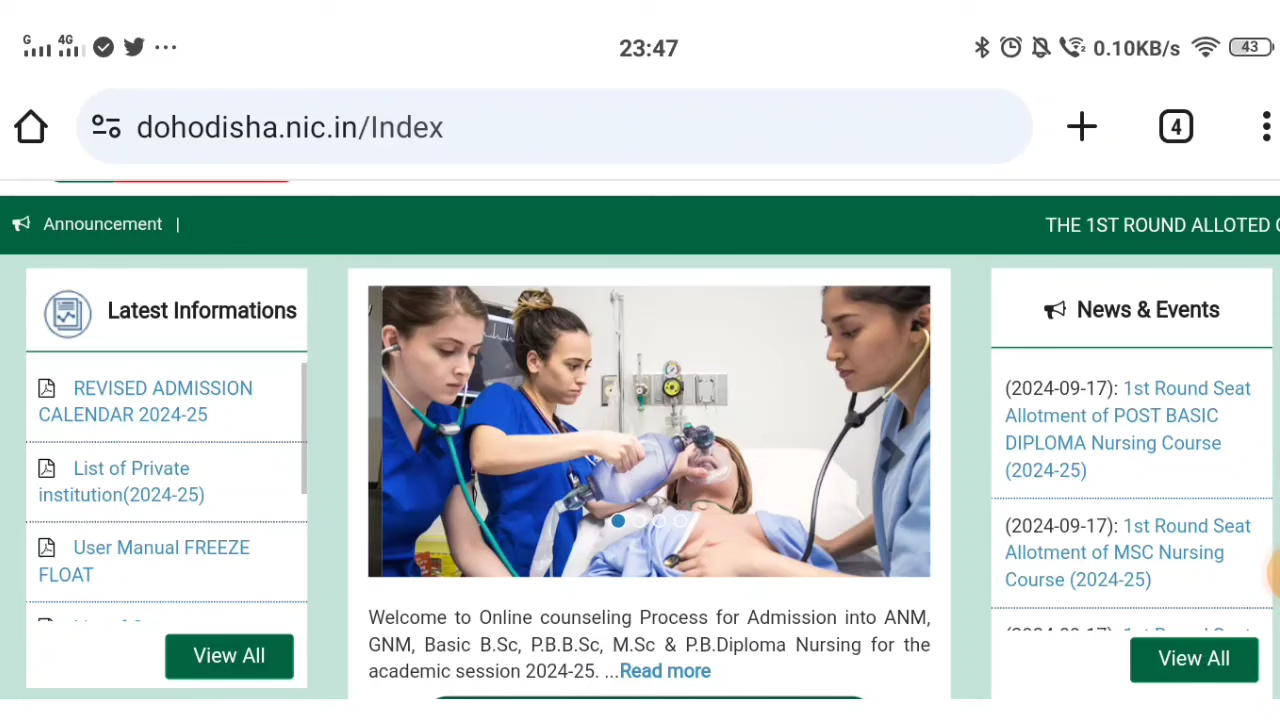 G 4G
23:47
2 0.10KB/s 43
dohodisha.nic.in/Index
4
Announcement |
THE 1ST ROUND ALLOTED
Latest Informations
REVISED ADMISSION
CALENDAR 2024-25
List of Private
institution(2024-25)
User Manual FREEZE
FLOAT
View All
Welcome to Online counseling Process for Admission into ANM,
GNM, Basic B.Sc, P.B.B.Sc, M.Sc & P.B.Diploma Nursing for the
academic session 2024-25. ...Read more
News & Events
(2024-09-17): 1st Round Seat
Allotment of POST BASIC
DIPLOMA Nursing Course
(2024-25)
(2024-09-17): 1st Round Seat
Allotment of MSC Nursing
Course (2024-25)
View All